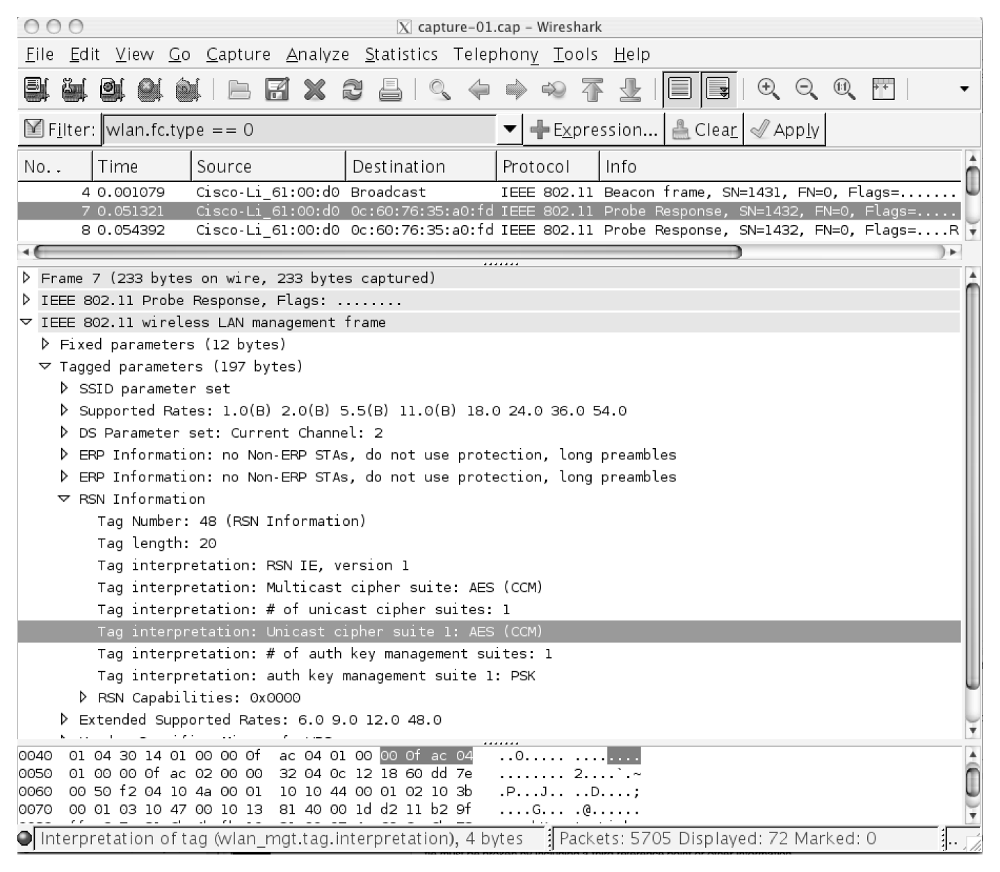 capture-01.cap – Wireshark
File Edit View Go Capture Analyze Statistics Telephony Tools Help
Filter: wlan.fc.type == 0 Expression... Clear Apply
No. . Time Source Destination Protocol Info
4 0.001079 Cisco-Li_61:00:d0 Broadcast IEEE 802.11 Beacon frame, SN=1431, FN=0, Flags=.......
7 0.051321 Cisco-Li_61:00:d0 0c:60:76:35:a0:fd IEEE 802.11 Probe Response, SN=1432, FN=0, Flags=.....
8 0.054392 Cisco-Li_61:00:d0 0c:60:76:35:a0:fd IEEE 802.11 Probe Response, SN=1432, FN=0, Flags=....R
Frame 7 (233 bytes on wire, 233 bytes captured)
IEEE 802.11 Probe Response, Flags: ........
IEEE 802.11 wireless LAN management frame
Fixed parameters (12 bytes)
Tagged parameters (197 bytes)
SSID parameter set
Supported Rates: 1.0(B) 2.0(B) 5.5(B) 11.0(B) 18.0 24.0 36.0 54.0
DS Parameter set: Current Channel: 2
ERP Information: no Non-ERP STAs, do not use protection, long preambles
ERP Information: no Non-ERP STAs, do not use protection, long preambles
RSN Information
Tag Number: 48 (RSN Information)
Tag length: 20
Tag interpretation: RSN IE, version 1
Tag interpretation: Multicast cipher suite: AES (CCM)
Tag interpretation: # of unicast cipher suites: 1
Tag interpretation: Unicast cipher suite 1: AES (CCM)
Tag interpretation: # of auth key management suites: 1
Tag interpretation: auth key management suite 1: PSK
RSN Capabilities: 0x0000
Extended Supported Rates: 6.0 9.0 12.0 48.0
0040 01 04 30 14 01 00 00 0f ac 04 01 00 00 0f ac 04 ..0..... ........
0050 01 00 00 0f ac 02 00 00 32 04 0c 12 18 60 dd 7e ........ 2....`.~
0060 00 50 f2 04 10 4a 00 01 10 10 44 00 01 02 10 3b .P...J.. ..D....;
0070 00 01 03 10 47 00 10 13 81 40 00 1d d2 11 b2 9f ....G... .@......
Interpretation of tag (wlan_mgt.tag.interpretation), 4 bytes Packets: 5705 Displayed: 72 Marked: 0 ..